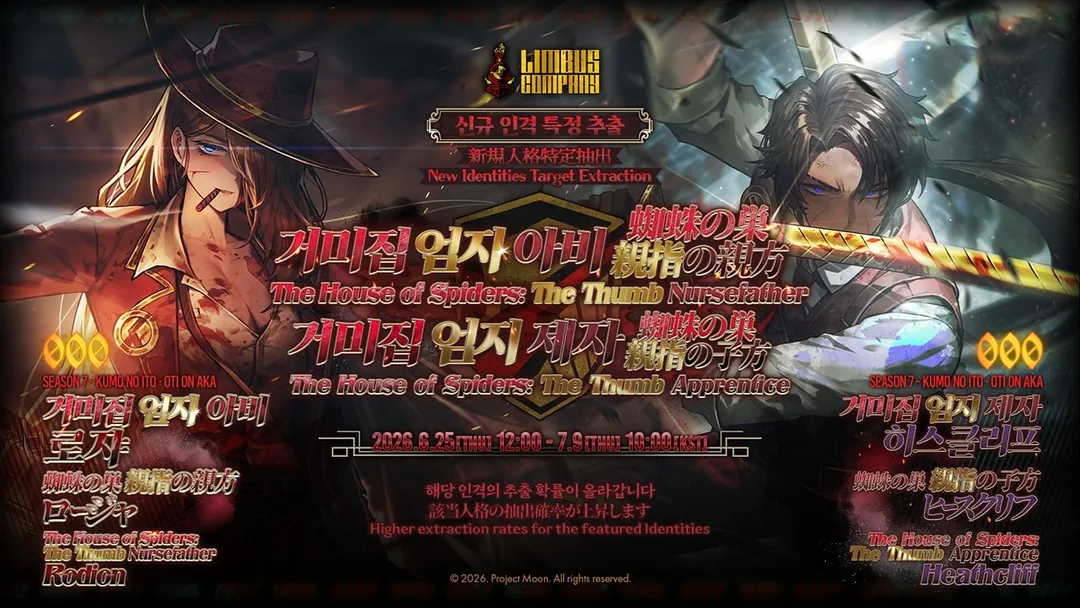 LIMBUS
COMPANY
신규 인격 특정 추출
新規人格特定抽出
New Identities Target Extraction
거미집 엄지 아비
蜘蛛の巣
親指の親方
The House of Spiders: The Thumb Nursefather
거미집 엄지 제자
蜘蛛の巣
親指の子方
The House of Spiders: The Thumb Apprentice
2026.6.25[THU] 12:00 - 7.9[THU] 10:00[KST]
해당 인격의 추출 확률이 올라갑니다
該当人格の抽出確率が上昇します
Higher extraction rates for the featured Identities
000
SEASON 7 - KUMO NO ITO · OTI ON AKA
거미집 엄지 아비
로쟈
蜘蛛の巣 親指の親方
ロージャ
The House of Spiders:
The Thumb Nursefather
Rodion
000
SEASON 7 - KUMO NO ITO · OTI ON AKA
거미집 엄지 제자
히스클리프
蜘蛛の巣 親指の子方
ヒースクリフ
The House of Spiders:
The Thumb Apprentice
Heathcliff
© 2026. Project Moon. All rights reserved.